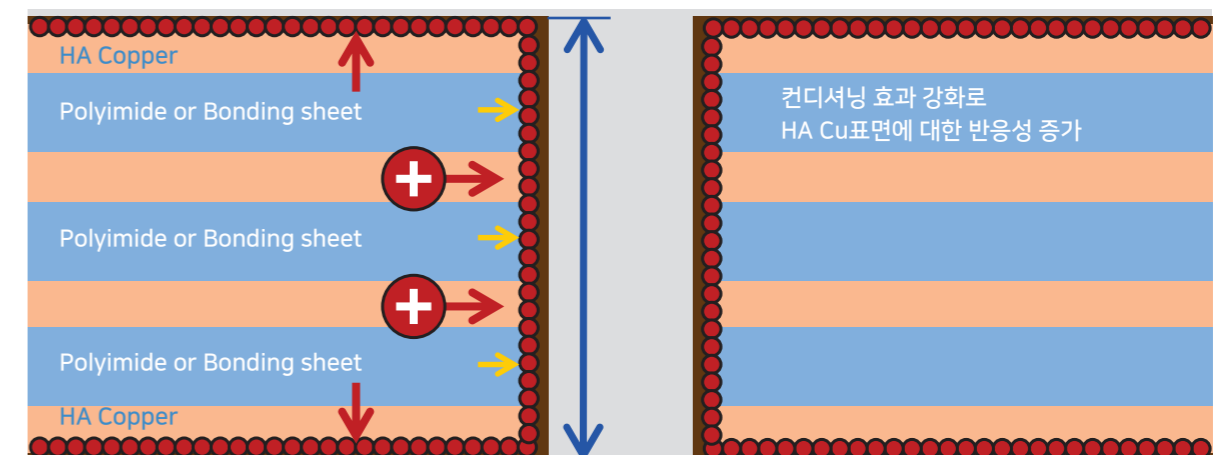 HA Copper
Polyimide or Bonding sheet
컨디셔닝 효과 강화로
HA Cu표면에 대한 반응성 증가
Polyimide or Bonding sheet
Polyimide or Bonding sheet
HA Copper